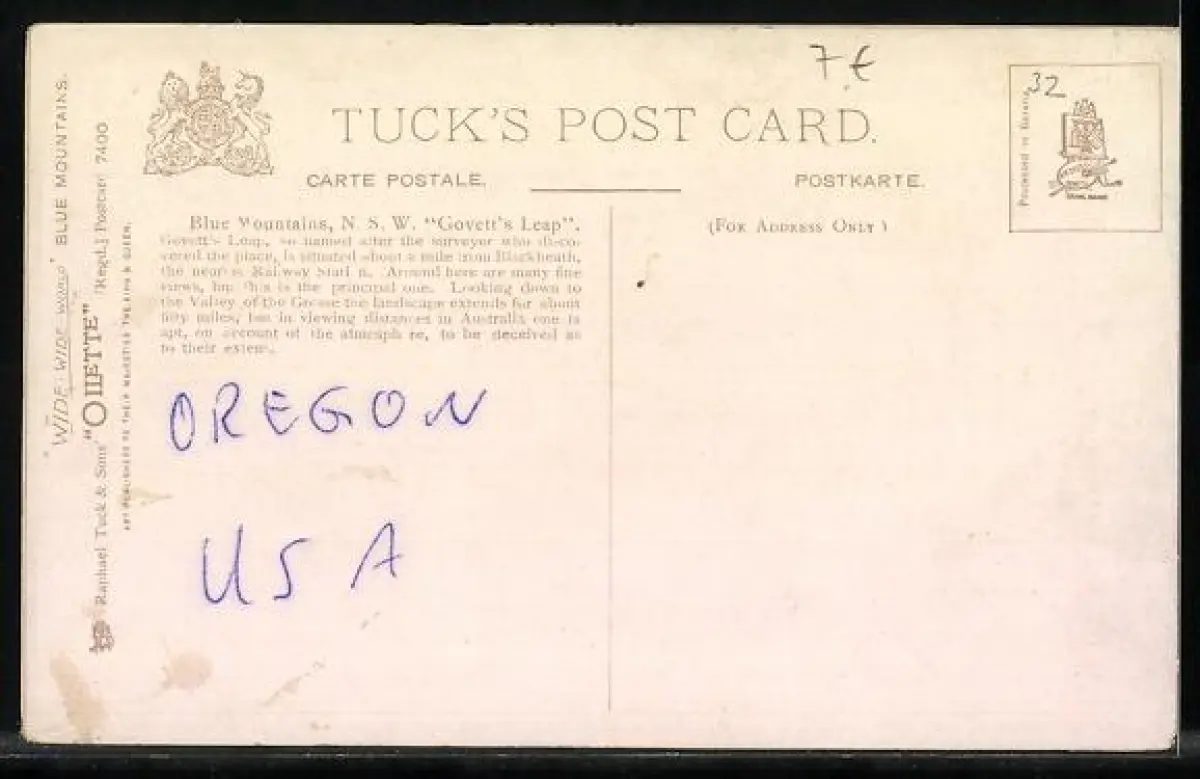 7 €
32
TUCK'S POST CARD.
CARTE POSTALE.
POSTKARTE.
"WIDE-WIDE-WORLD" BLUE MOUNTAINS.
Raphael Tuck & Sons' "OILETTE" [Regd.] Postcard 7400
ART PUBLISHERS TO THEIR MAJESTIES THE KING & QUEEN.
Blue Mountains, N. S. W. "Govett's Leap".
Govett's Leap, so named after the surveyor who disco-
vered the place, is situated about a mile from Blackheath,
the nearest Railway Station. Around here are many fine
views, but this is the principal one. Looking down to
the Valley of the Grose the landscape extends for about
fifty miles, but in viewing distances in Australia one is
apt, on account of the atmosphere, to be deceived as
to their extent.
OREGON
USA
(For Address Only)